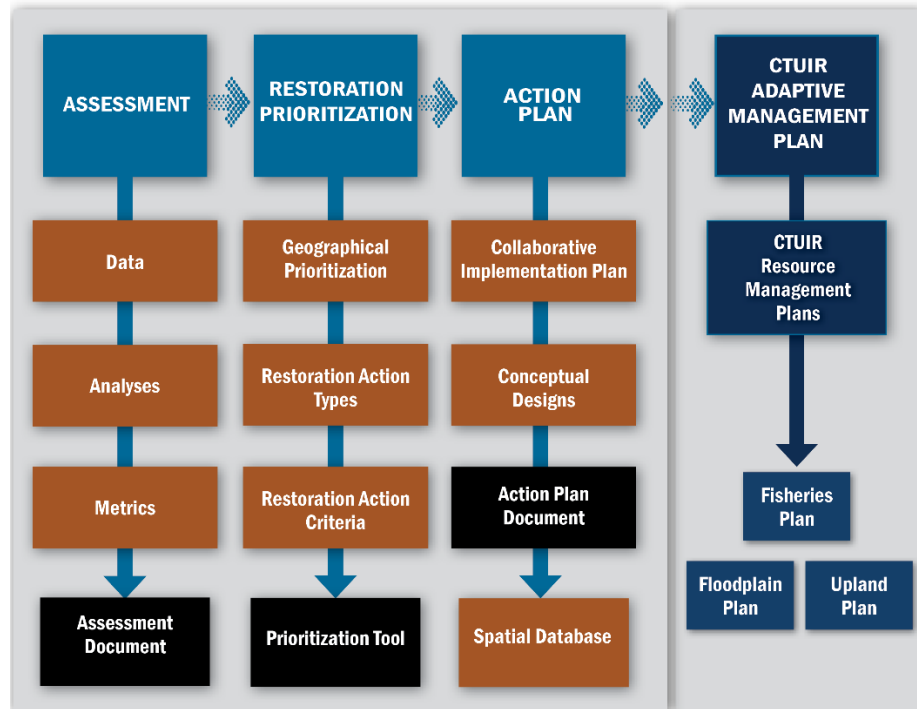 ASSESSMENT
RESTORATION
PRIORITIZATION
ACTION
PLAN
CTUIR
ADAPTIVE
MANAGEMENT
PLAN
Data
Geographical
Prioritization
Collaborative
Implementation Plan
CTUIR
Resource
Management
Plans
Analyses
Restoration Action
Types
Conceptual
Designs
Metrics
Restoration Action
Criteria
Action Plan
Document
Fisheries
Plan
Assessment
Document
Prioritization Tool
Spatial Database
Floodplain
Plan
Upland
Plan